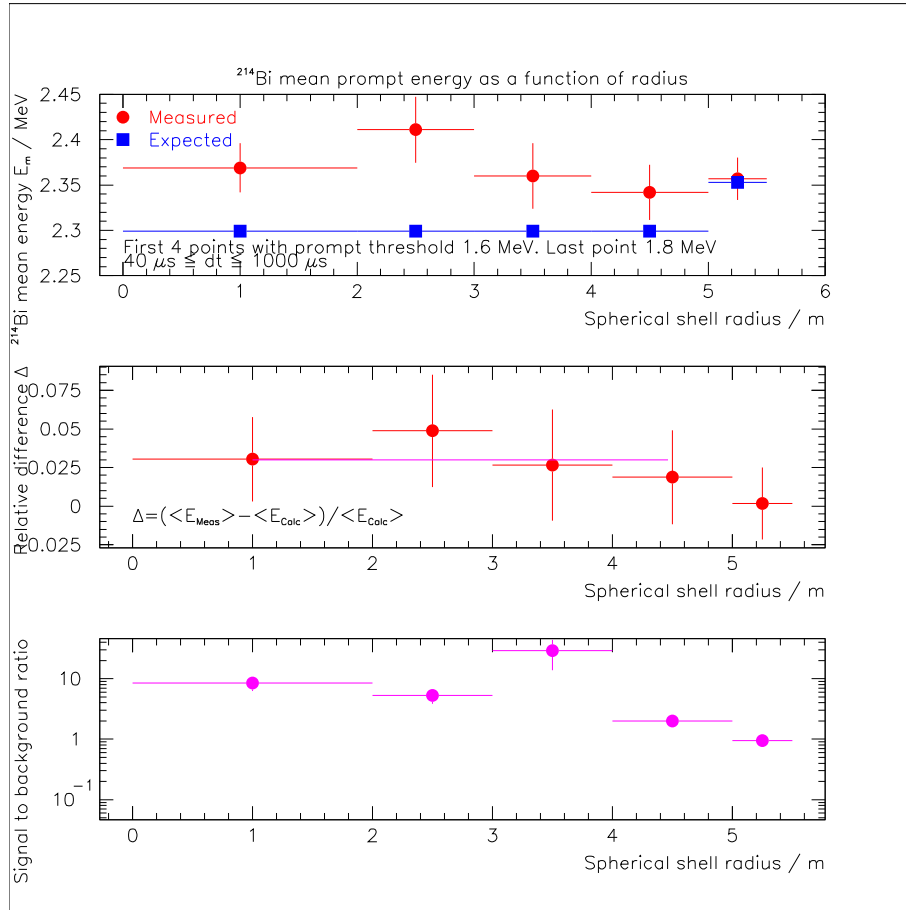 ²¹⁴Bi mean prompt energy as a function of radius
²¹⁴Bi mean energy Eₘ / MeV
2.45
2.4
2.35
2.3
2.25
Measured
Expected
First 4 points with prompt threshold 1.6 MeV. Last point 1.8 MeV
40 μs ≤ dt ≤ 1000 μs
0 1 2 3 4 5 6
Spherical shell radius / m
Relative difference Δ
0.075
0.05
0.025
0
0.025
Δ=(<E_Meas>−<E_Calc>)/<E_Calc>
0 1 2 3 4 5
Spherical shell radius / m
Signal to background ratio
10
1
10⁻¹
0 1 2 3 4 5
Spherical shell radius / m